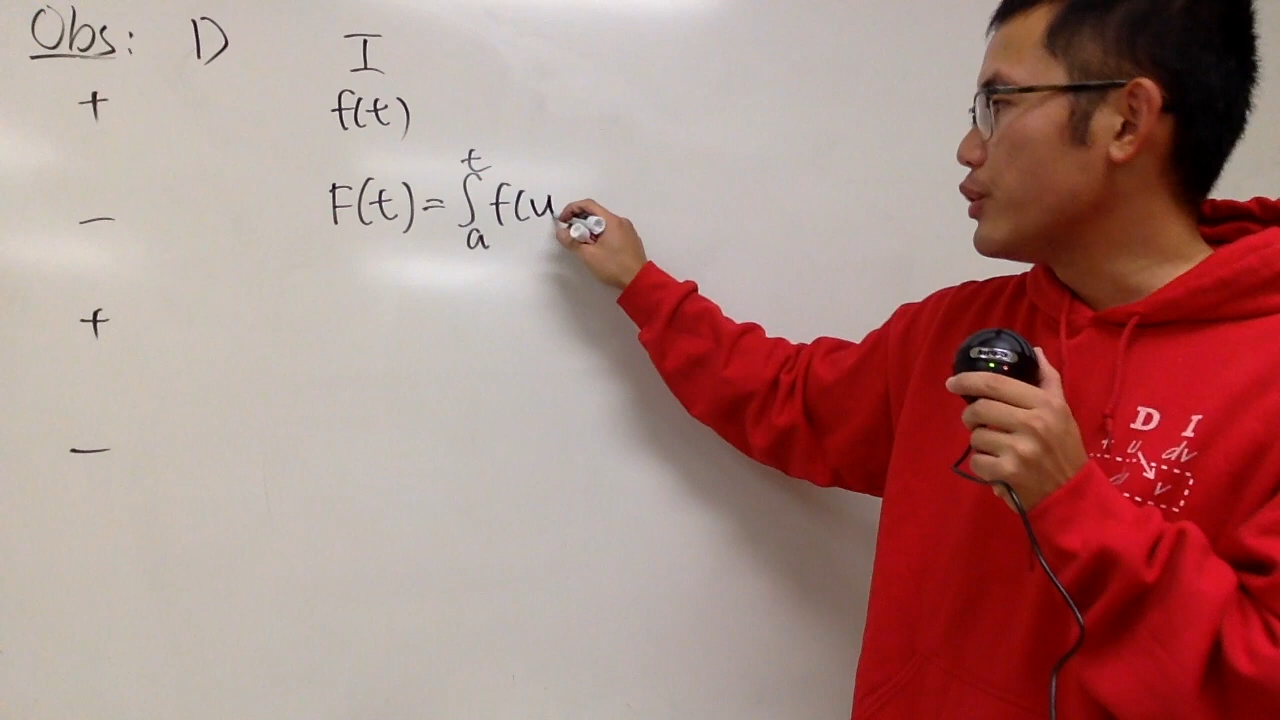 Obs: D I
+ f(t)
− F(t) = ∫ₐᵗ f(u
+
−
D I
+ u dv
v